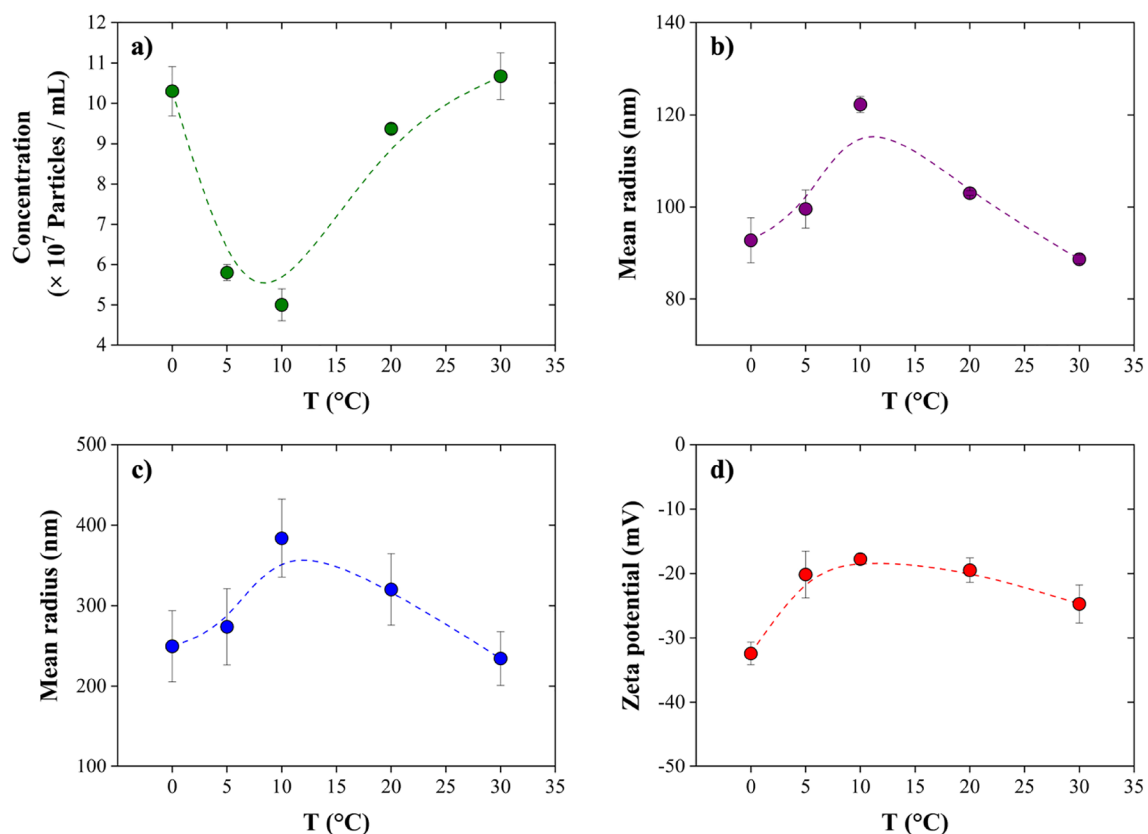 a)
Concentration
(× 10⁷ Particles / mL)
12
11
10
9
8
7
6
5
4
0 5 10 15 20 25 30 35
T (°C)
b)
Mean radius (nm)
140
120
100
80
0 5 10 15 20 25 30 35
T (°C)
c)
Mean radius (nm)
500
400
300
200
100
0 5 10 15 20 25 30 35
T (°C)
d)
Zeta potential (mV)
0
-10
-20
-30
-40
-50
0 5 10 15 20 25 30 35
T (°C)